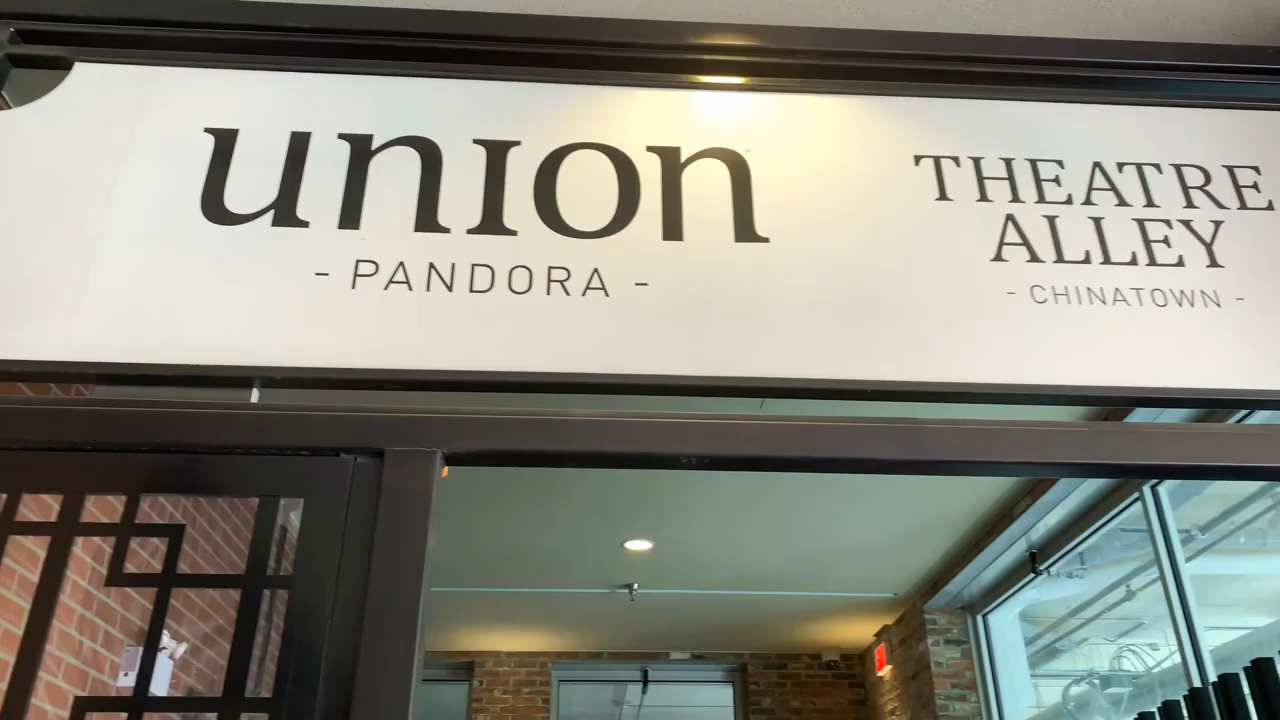 union
- PANDORA -
THEATRE
ALLEY
- CHINATOWN -